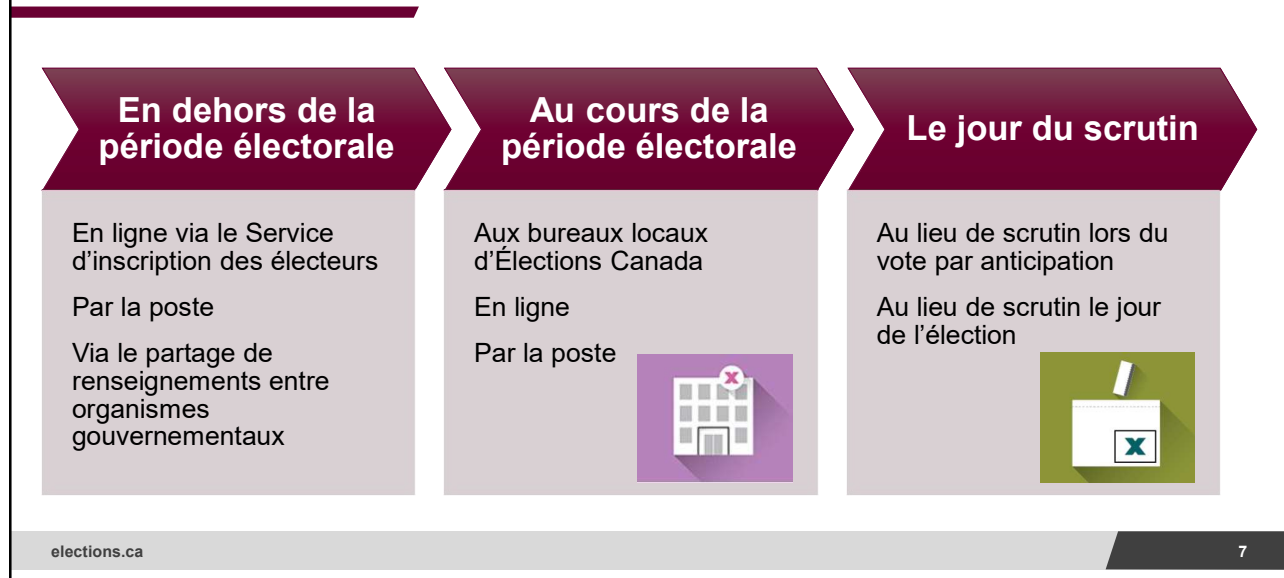 En dehors de la
période électorale
En ligne via le Service
d’inscription des électeurs
Par la poste
Via le partage de
renseignements entre
organismes
gouvernementaux
Au cours de la
période électorale
Aux bureaux locaux
d’Élections Canada
En ligne
Par la poste
X
Le jour du scrutin
Au lieu de scrutin lors du
vote par anticipation
Au lieu de scrutin le jour
de l’élection
X
elections.ca
7